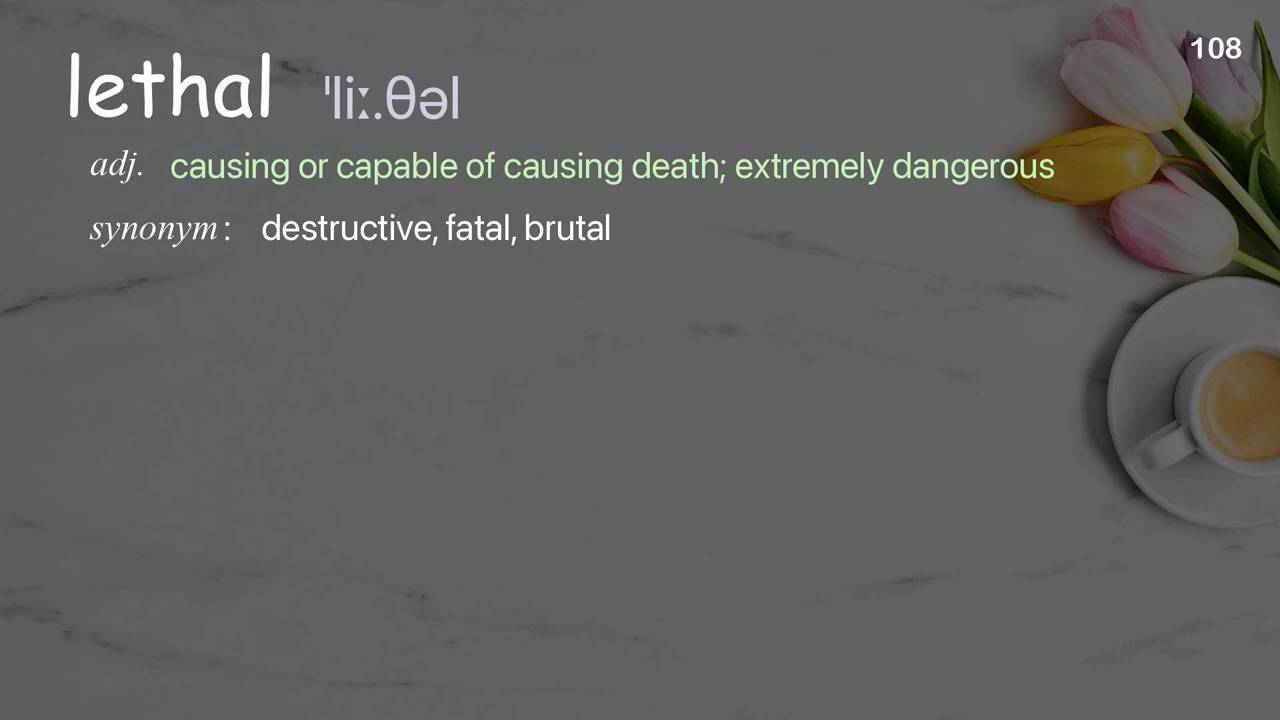 108
lethal ˈliː.θəl
adj. causing or capable of causing death; extremely dangerous
synonym: destructive, fatal, brutal